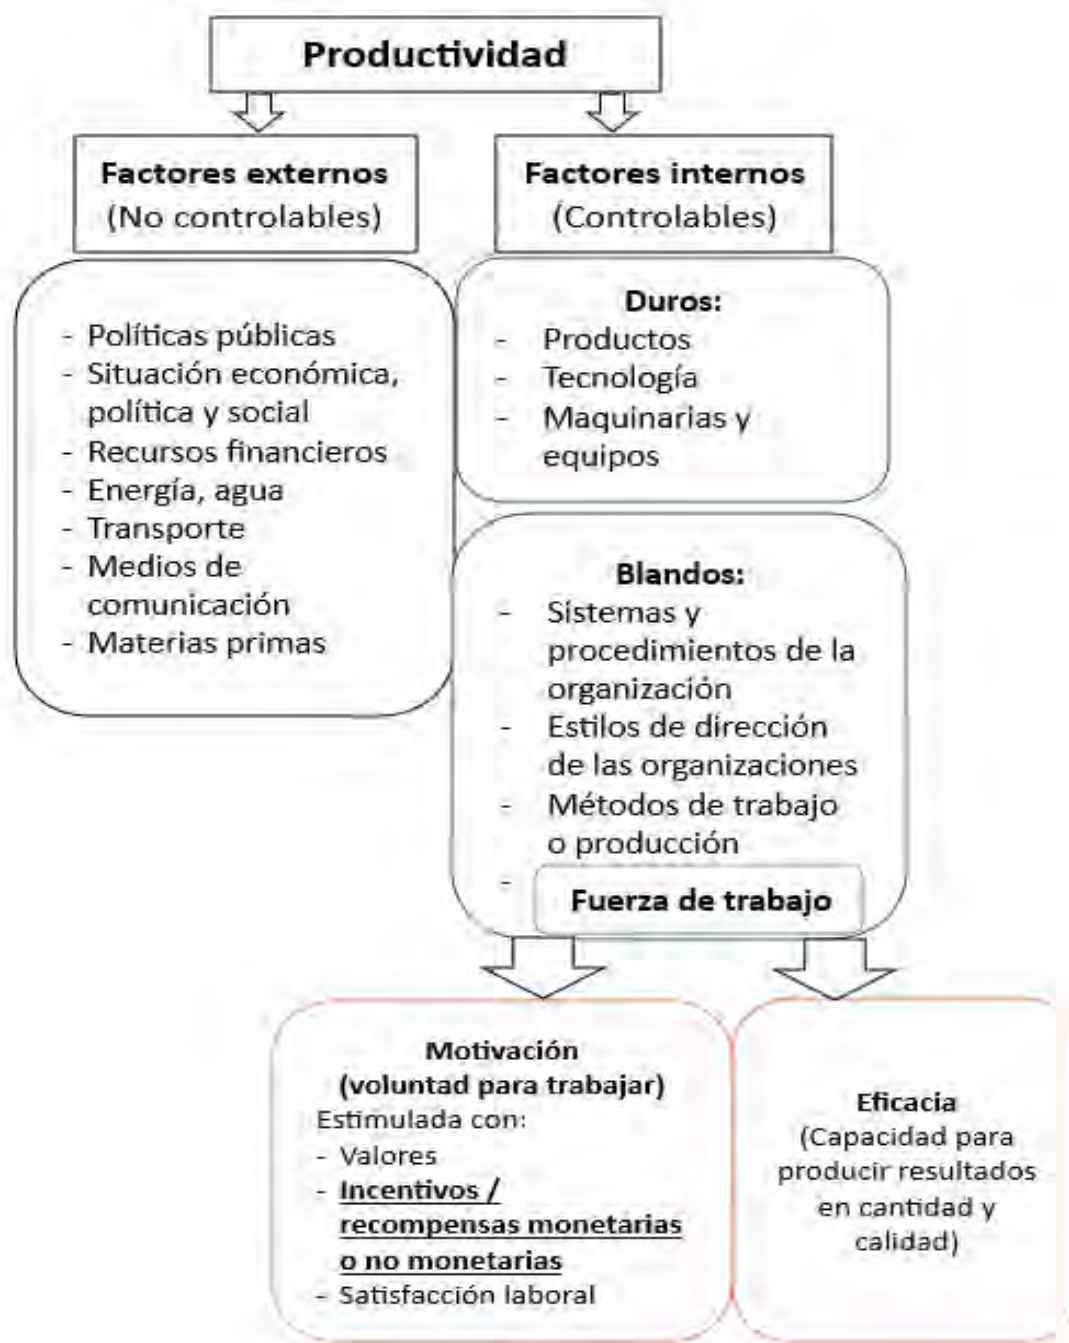 Productividad
Factores externos
(No controlables)
- Políticas públicas
- Situación económica,
política y social
- Recursos financieros
- Energía, agua
- Transporte
- Medios de
comunicación
- Materias primas
Factores internos
(Controlables)
Duros:
- Productos
- Tecnología
- Maquinarias y
equipos
Blandos:
- Sistemas y
procedimientos de la
organización
- Estilos de dirección
de las organizaciones
- Métodos de trabajo
o producción
- Fuerza de trabajo
Motivación
(voluntad para trabajar)
Estimulada con:
- Valores
- Incentivos /
recompensas monetarias
o no monetarias
- Satisfacción laboral
Eficacia
(Capacidad para
producir resultados
en cantidad y
calidad)